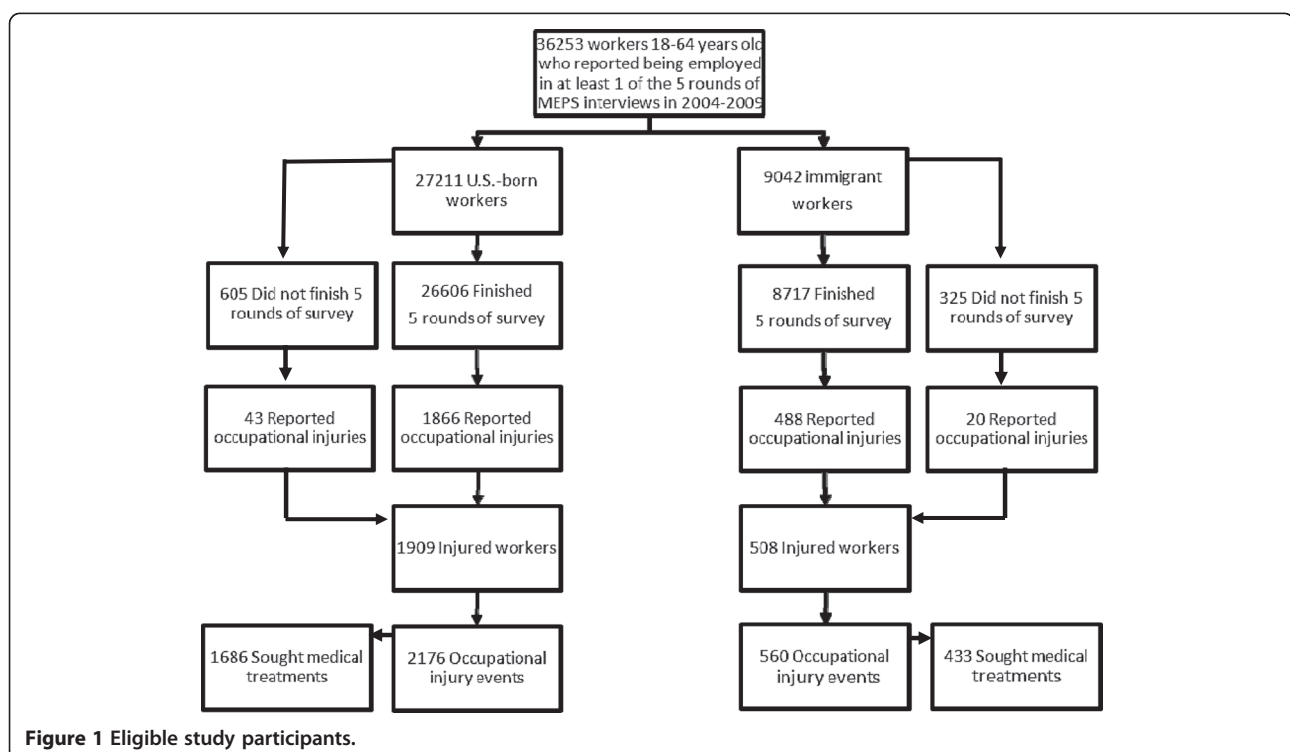 36253 workers 18-64 years old
who reported being employed
in at least 1 of the 5 rounds of
MEPS interviews in 2004-2009
27211 U.S.-born
workers
9042 immigrant
workers
605 Did not finish 5
rounds of survey
26606 Finished
5 rounds of survey
8717 Finished
5 rounds of survey
325 Did not finish 5
rounds of survey
43 Reported
occupational injuries
1866 Reported
occupational injuries
488 Reported
occupational injuries
20 Reported
occupational injuries
1909 Injured workers
508 Injured workers
1686 Sought medical
treatments
2176 Occupational
injury events
560 Occupational
injury events
433 Sought medical
treatments
Figure 1 Eligible study participants.